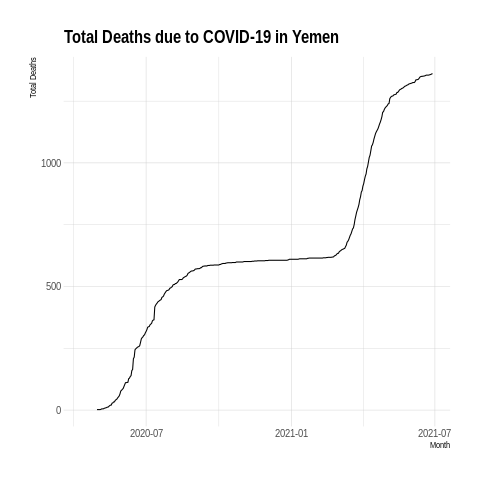 Total Deaths due to COVID-19 in Yemen
Total Deaths
1000
500
0
2020-07
2021-01
2021-07
Month